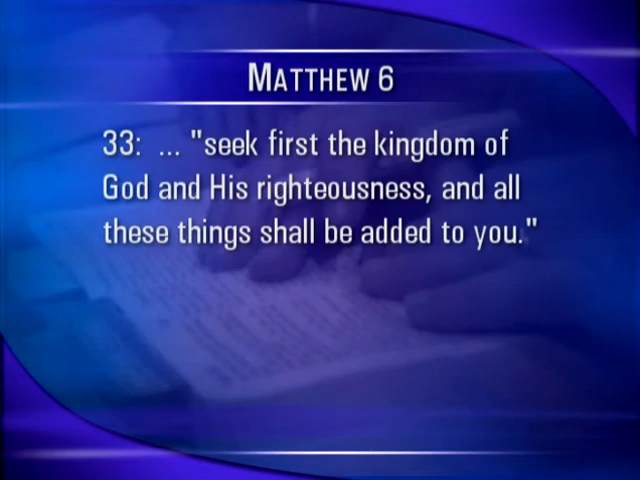 MATTHEW 6
33: ... "seek first the kingdom of
God and His righteousness, and all
these things shall be added to you."